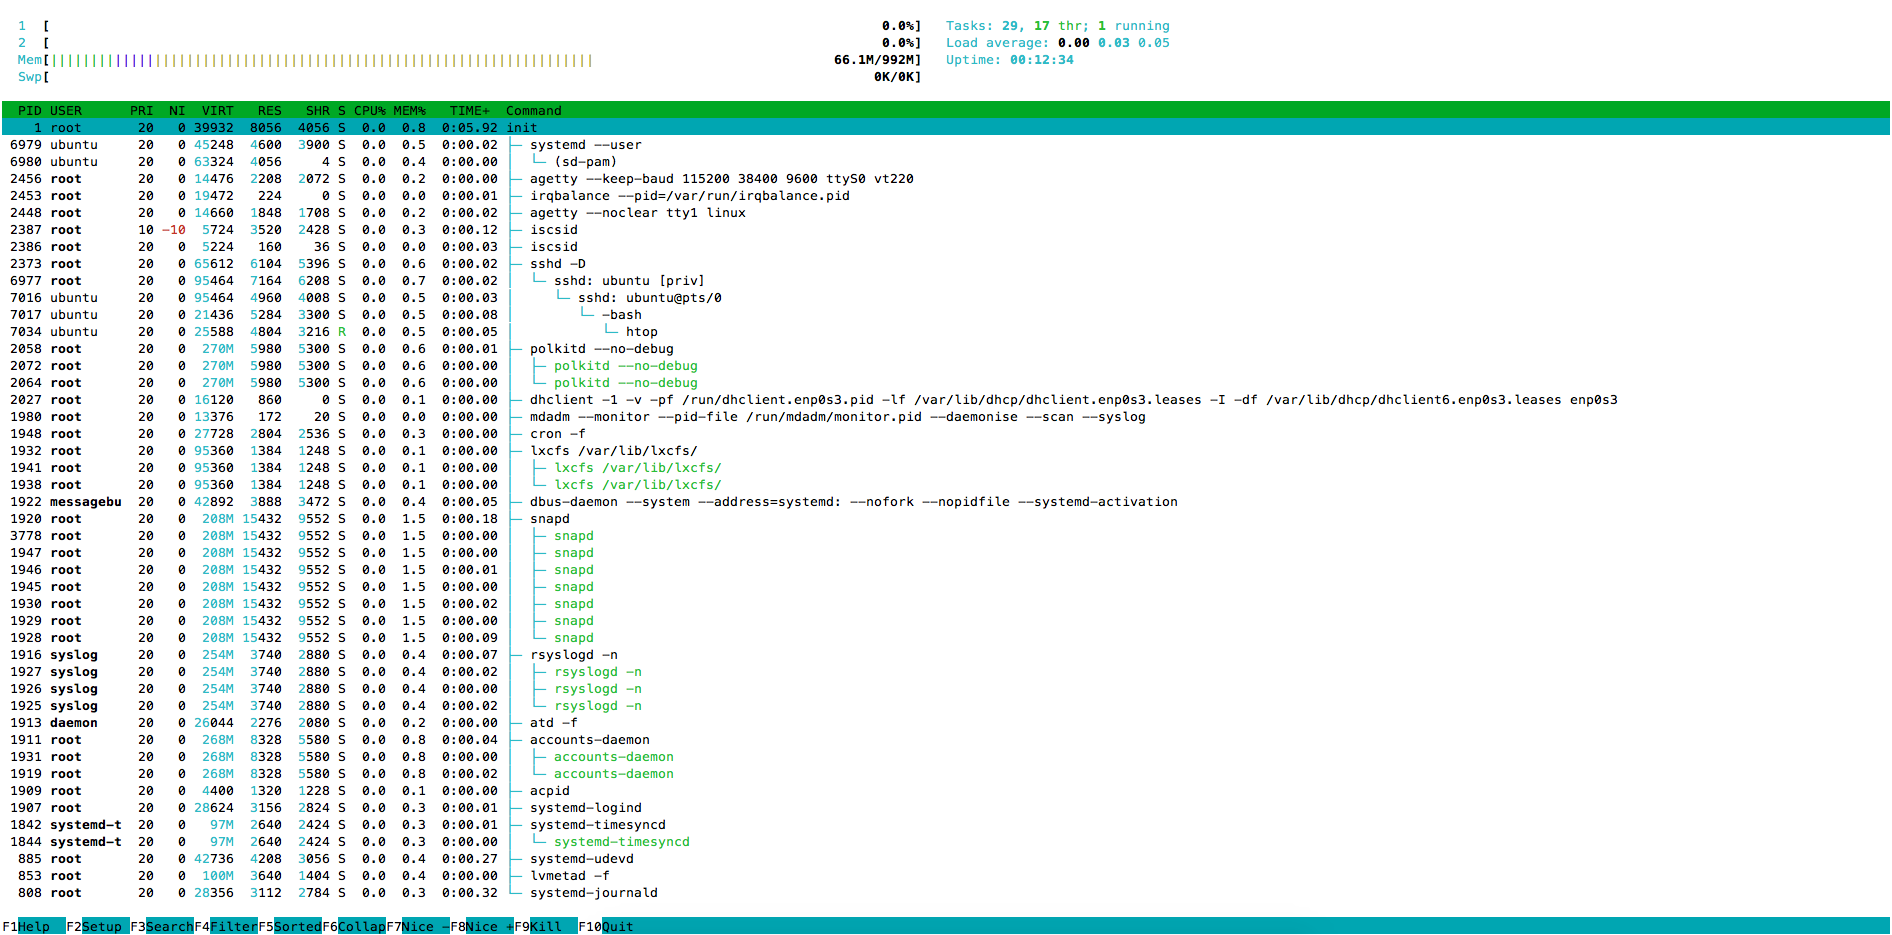 1 [ 0.0%] Tasks: 29, 17 thr; 1 running
2 [ 0.0%] Load average: 0.00 0.03 0.05
Mem[||||||||||||||||||||||||||||||||||||||||||||||||||||||||||||||||||||66.1M/992M] Uptime: 00:12:34
Swp[ 0K/0K]
PID USER PRI NI VIRT RES SHR S CPU% MEM% TIME+ Command
1 root 20 0 39932 8056 4056 S 0.0 0.8 0:05.92 init
6979 ubuntu 20 0 45248 4600 3900 S 0.0 0.5 0:00.02 ├─ systemd --user
6980 ubuntu 20 0 63324 4056 4 S 0.0 0.4 0:00.00 │ └─ (sd-pam)
2456 root 20 0 14476 2208 2072 S 0.0 0.2 0:00.00 ├─ agetty --keep-baud 115200 38400 9600 ttyS0 vt220
2453 root 20 0 19472 224 0 S 0.0 0.0 0:00.01 ├─ irqbalance --pid=/var/run/irqbalance.pid
2448 root 20 0 14660 1848 1708 S 0.0 0.2 0:00.02 ├─ agetty --noclear tty1 linux
2387 root 10 -10 5724 3520 2428 S 0.0 0.3 0:00.12 ├─ iscsid
2386 root 20 0 5224 160 36 S 0.0 0.0 0:00.03 ├─ iscsid
2373 root 20 0 65612 6104 5396 S 0.0 0.6 0:00.02 ├─ sshd -D
6977 root 20 0 95464 7164 6208 S 0.0 0.7 0:00.02 │ └─ sshd: ubuntu [priv]
7016 ubuntu 20 0 95464 4960 4008 S 0.0 0.5 0:00.03 │ └─ sshd: ubuntu@pts/0
7017 ubuntu 20 0 21436 5284 3300 S 0.0 0.5 0:00.08 │ └─ -bash
7034 ubuntu 20 0 25588 4804 3216 R 0.0 0.5 0:00.05 │ └─ htop
2058 root 20 0 270M 5980 5300 S 0.0 0.6 0:00.01 ├─ polkitd --no-debug
2072 root 20 0 270M 5980 5300 S 0.0 0.6 0:00.00 │ ├─ polkitd --no-debug
2064 root 20 0 270M 5980 5300 S 0.0 0.6 0:00.00 │ └─ polkitd --no-debug
2027 root 20 0 16120 860 0 S 0.0 0.1 0:00.00 ├─ dhclient -1 -v -pf /run/dhclient.enp0s3.pid -lf /var/lib/dhcp/dhclient.enp0s3.leases -I -df /var/lib/dhcp/dhclient6.enp0s3.leases enp0s3
1980 root 20 0 13376 172 20 S 0.0 0.0 0:00.00 ├─ mdadm --monitor --pid-file /run/mdadm/monitor.pid --daemonise --scan --syslog
1948 root 20 0 27728 2804 2536 S 0.0 0.3 0:00.00 ├─ cron -f
1932 root 20 0 95360 1384 1248 S 0.0 0.1 0:00.00 ├─ lxcfs /var/lib/lxcfs/
1941 root 20 0 95360 1384 1248 S 0.0 0.1 0:00.00 │ ├─ lxcfs /var/lib/lxcfs/
1938 root 20 0 95360 1384 1248 S 0.0 0.1 0:00.00 │ └─ lxcfs /var/lib/lxcfs/
1922 messagebu 20 0 42892 3888 3472 S 0.0 0.4 0:00.05 ├─ dbus-daemon --system --address=systemd: --nofork --nopidfile --systemd-activation
1920 root 20 0 208M 15432 9552 S 0.0 1.5 0:00.18 ├─ snapd
3778 root 20 0 208M 15432 9552 S 0.0 1.5 0:00.00 │ ├─ snapd
1947 root 20 0 208M 15432 9552 S 0.0 1.5 0:00.00 │ ├─ snapd
1946 root 20 0 208M 15432 9552 S 0.0 1.5 0:00.01 │ ├─ snapd
1945 root 20 0 208M 15432 9552 S 0.0 1.5 0:00.00 │ ├─ snapd
1930 root 20 0 208M 15432 9552 S 0.0 1.5 0:00.02 │ ├─ snapd
1929 root 20 0 208M 15432 9552 S 0.0 1.5 0:00.00 │ ├─ snapd
1928 root 20 0 208M 15432 9552 S 0.0 1.5 0:00.09 │ └─ snapd
1916 syslog 20 0 254M 3740 2880 S 0.0 0.4 0:00.07 ├─ rsyslogd -n
1927 syslog 20 0 254M 3740 2880 S 0.0 0.4 0:00.02 │ ├─ rsyslogd -n
1926 syslog 20 0 254M 3740 2880 S 0.0 0.4 0:00.00 │ ├─ rsyslogd -n
1925 syslog 20 0 254M 3740 2880 S 0.0 0.4 0:00.02 │ └─ rsyslogd -n
1913 daemon 20 0 26044 2276 2080 S 0.0 0.2 0:00.00 ├─ atd -f
1911 root 20 0 268M 8328 5580 S 0.0 0.8 0:00.04 ├─ accounts-daemon
1931 root 20 0 268M 8328 5580 S 0.0 0.8 0:00.00 │ ├─ accounts-daemon
1919 root 20 0 268M 8328 5580 S 0.0 0.8 0:00.02 │ └─ accounts-daemon
1909 root 20 0 4400 1320 1228 S 0.0 0.1 0:00.00 ├─ acpid
1907 root 20 0 28624 3156 2824 S 0.0 0.3 0:00.01 ├─ systemd-logind
1842 systemd-t 20 0 97M 2640 2424 S 0.0 0.3 0:00.01 ├─ systemd-timesyncd
1844 systemd-t 20 0 97M 2640 2424 S 0.0 0.3 0:00.00 │ └─ systemd-timesyncd
885 root 20 0 42736 4208 3056 S 0.0 0.4 0:00.27 ├─ systemd-udevd
853 root 20 0 100M 3640 1404 S 0.0 0.4 0:00.00 ├─ lvmetad -f
808 root 20 0 28356 3112 2784 S 0.0 0.3 0:00.32 └─ systemd-journald
F1Help F2Setup F3SearchF4FilterF5SortedF6CollapF7Nice -F8Nice +F9Kill F10Quit